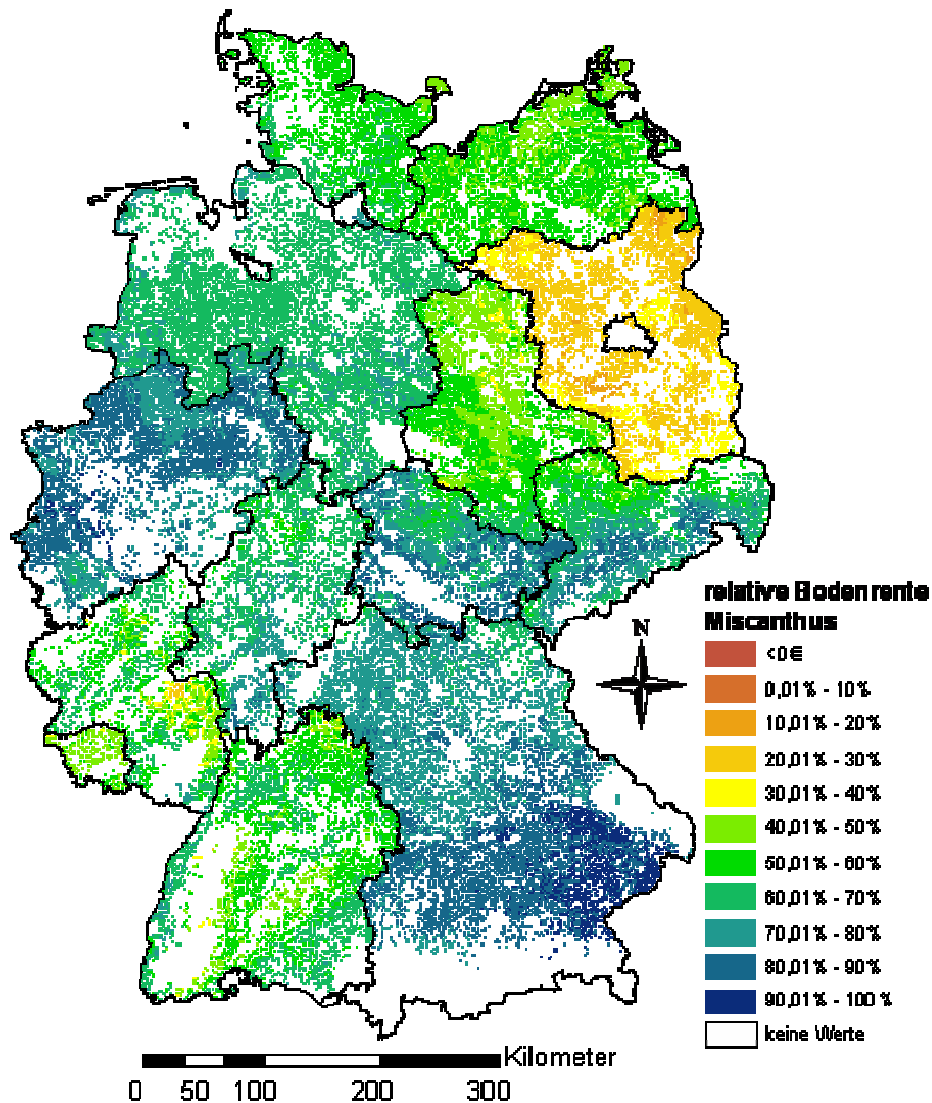 relative Bodenrente
Miscanthus
N
<0€
0,01% - 10%
10,01% - 20%
20,01% - 30%
30,01% - 40%
40,01% - 50%
50,01% - 60%
60,01% - 70%
70,01% - 80%
80,01% - 90%
90,01% - 100%
keine Werte
Kilometer
0 50 100 200 300